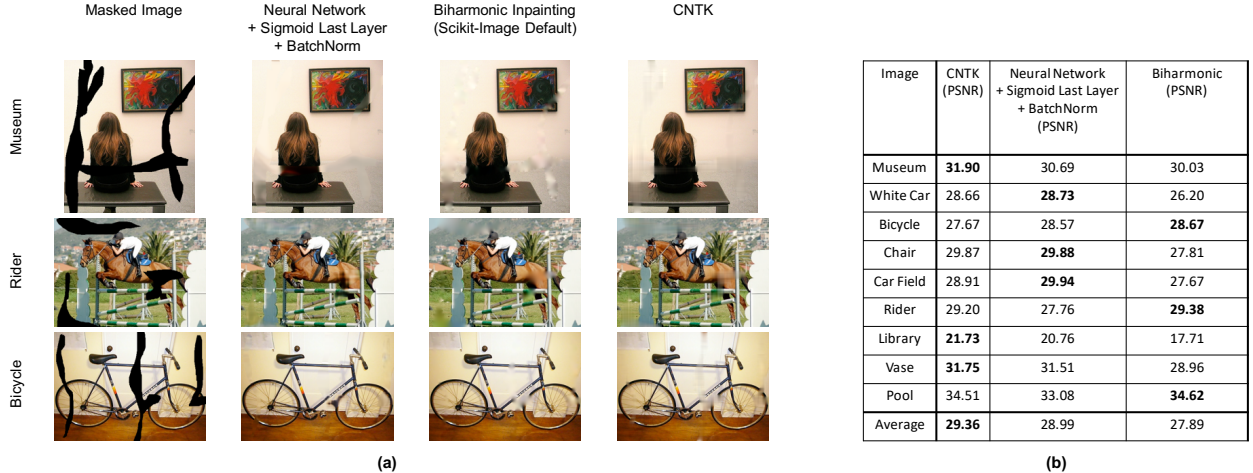 Masked Image
Neural Network
+ Sigmoid Last Layer
+ BatchNorm
Biharmonic Inpainting
(Scikit-Image Default)
CNTK
Museum
Rider
Bicycle
(a)
Image CNTK (PSNR) Neural Network + Sigmoid Last Layer + BatchNorm (PSNR) Biharmonic (PSNR)
Museum 31.90 30.69 30.03
White Car 28.66 28.73 26.20
Bicycle 27.67 28.57 28.67
Chair 29.87 29.88 27.81
Car Field 28.91 29.94 27.67
Rider 29.20 27.76 29.38
Library 21.73 20.76 17.71
Vase 31.75 31.51 28.96
Pool 34.51 33.08 34.62
Average 29.36 28.99 27.89
(b)